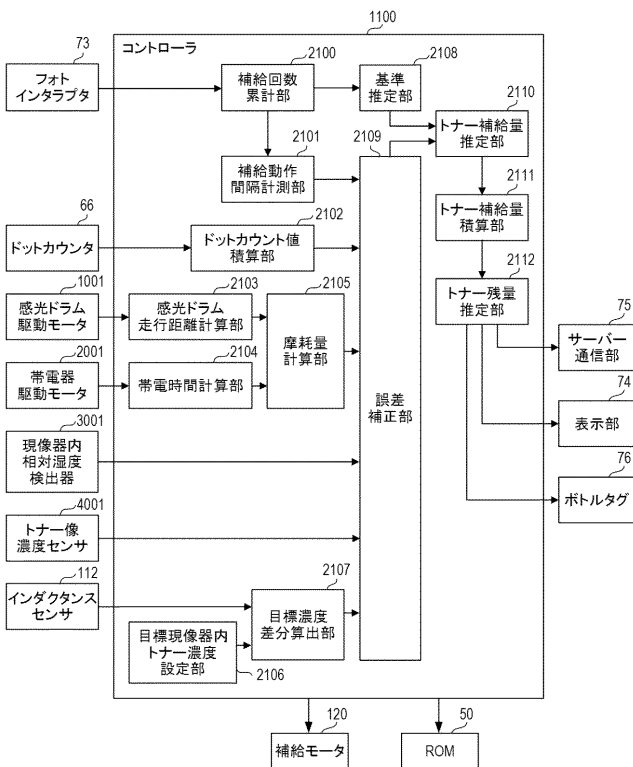 1100
コントローラ
73
フォト
インタラプタ
2100
補給回数
累計部
2108
基準
推定部
2110
トナー補給量
推定部
2101
補給動作
間隔計測部
2109
誤差
補正部
2111
トナー補給量
積算部
66
ドットカウンタ
2102
ドットカウント値
積算部
2112
トナー残量
推定部
1001
感光ドラム
駆動モータ
2103
感光ドラム
走行距離計算部
2105
摩耗量
計算部
75
サーバー
通信部
2001
帯電器
駆動モータ
2104
帯電時間計算部
74
表示部
3001
現像器内
相対湿度
検出器
76
ボトルタグ
4001
トナー像
濃度センサ
112
インダクタンス
センサ
2107
目標濃度
差分算出部
目標現像器内
トナー濃度
設定部
2106
120
補給モータ
50
ROM